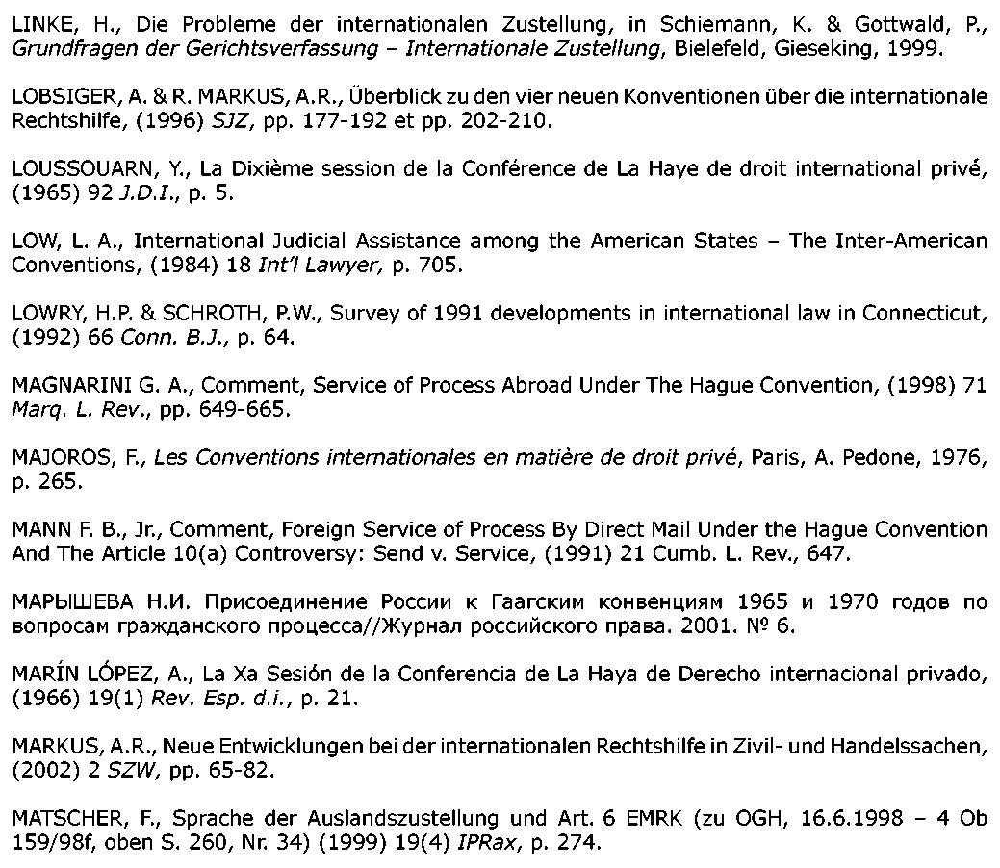 LINKE, H., Die Probleme der internationalen Zustellung, in Schiemann, K. & Gottwald, P.,
Grundfragen der Gerichtsverfassung – Internationale Zustellung, Bielefeld, Gieseking, 1999.
LOBSIGER, A. & R. MARKUS, A.R., Überblick zu den vier neuen Konventionen über die internationale
Rechtshilfe, (1996) SJZ, pp. 177-192 et pp. 202-210.
LOUSSOUARN, Y., La Dixième session de la Conférence de La Haye de droit international privé,
(1965) 92 J.D.I., p. 5.
LOW, L. A., International Judicial Assistance among the American States – The Inter-American
Conventions, (1984) 18 Int'l Lawyer, p. 705.
LOWRY, H.P. & SCHROTH, P.W., Survey of 1991 developments in international law in Connecticut,
(1992) 66 Conn. B.J., p. 64.
MAGNARINI G. A., Comment, Service of Process Abroad Under The Hague Convention, (1998) 71
Marq. L. Rev., pp. 649-665.
MAJOROS, F., Les Conventions internationales en matière de droit privé, Paris, A. Pedone, 1976,
p. 265.
MANN F. B., Jr., Comment, Foreign Service of Process By Direct Mail Under the Hague Convention
And The Article 10(a) Controversy: Send v. Service, (1991) 21 Cumb. L. Rev., 647.
МАРЫШЕВА Н.И. Присоединение России к Гаагским конвенциям 1965 и 1970 годов по
вопросам гражданского процесса//Журнал российского права. 2001. № 6.
MARÍN LÓPEZ, A., La Xa Sesión de la Conferencia de La Haya de Derecho internacional privado,
(1966) 19(1) Rev. Esp. d.i., p. 21.
MARKUS, A.R., Neue Entwicklungen bei der internationalen Rechtshilfe in Zivil- und Handelssachen,
(2002) 2 SZW, pp. 65-82.
MATSCHER, F., Sprache der Auslandszustellung und Art. 6 EMRK (zu OGH, 16.6.1998 – 4 Ob
159/98f, oben S. 260, Nr. 34) (1999) 19(4) IPRax, p. 274.